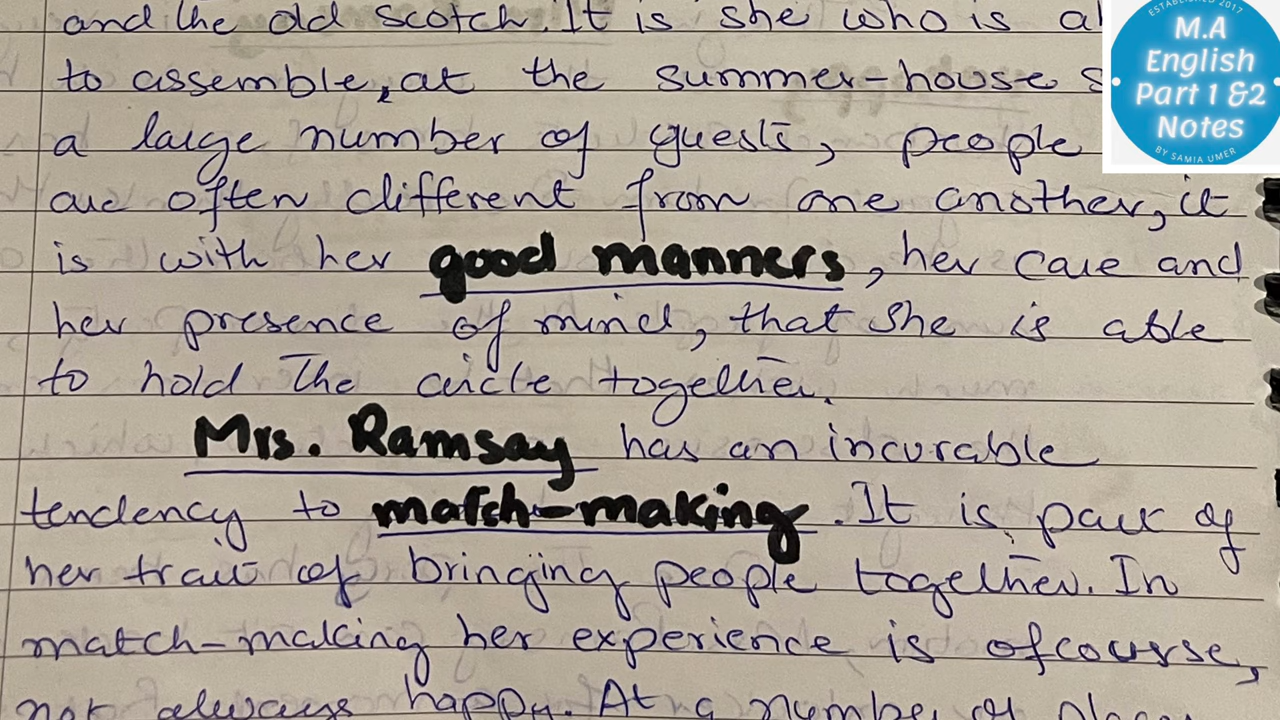 and the old scotch. It is she who is
to assemble, at the summer-house
a large number of guests, people
are often different from one another, it
is with her good manners, her care and
her presence of mind, that she is able
to hold the circle together.
Mrs. Ramsay has an incurable
tendency to match-making. It is part of
her trait of bringing people together. In
match-making her experience is ofcourse,
not always happy. At a number of
ESTABLISHED 2017
M.A
English
Part 1 &2
Notes
BY SAMIA UMER